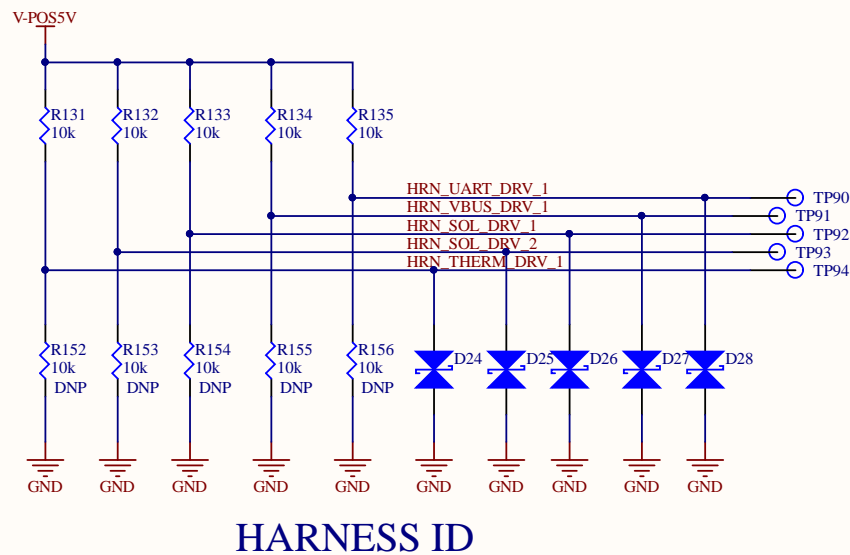 V-POS5V
R131
10k
R132
10k
R133
10k
R134
10k
R135
10k
HRN_UART_DRV_1
TP90
HRN_VBUS_DRV_1
TP91
HRN_SOL_DRV_1
TP92
HRN_SOL_DRV_2
TP93
HRN_THERM_DRV_1
TP94
R152
10k
DNP
R153
10k
DNP
R154
10k
DNP
R155
10k
DNP
R156
10k
DNP
D24
D25
D26
D27
D28
GND
GND
GND
GND
GND
GND
GND
GND
GND
GND
HARNESS ID